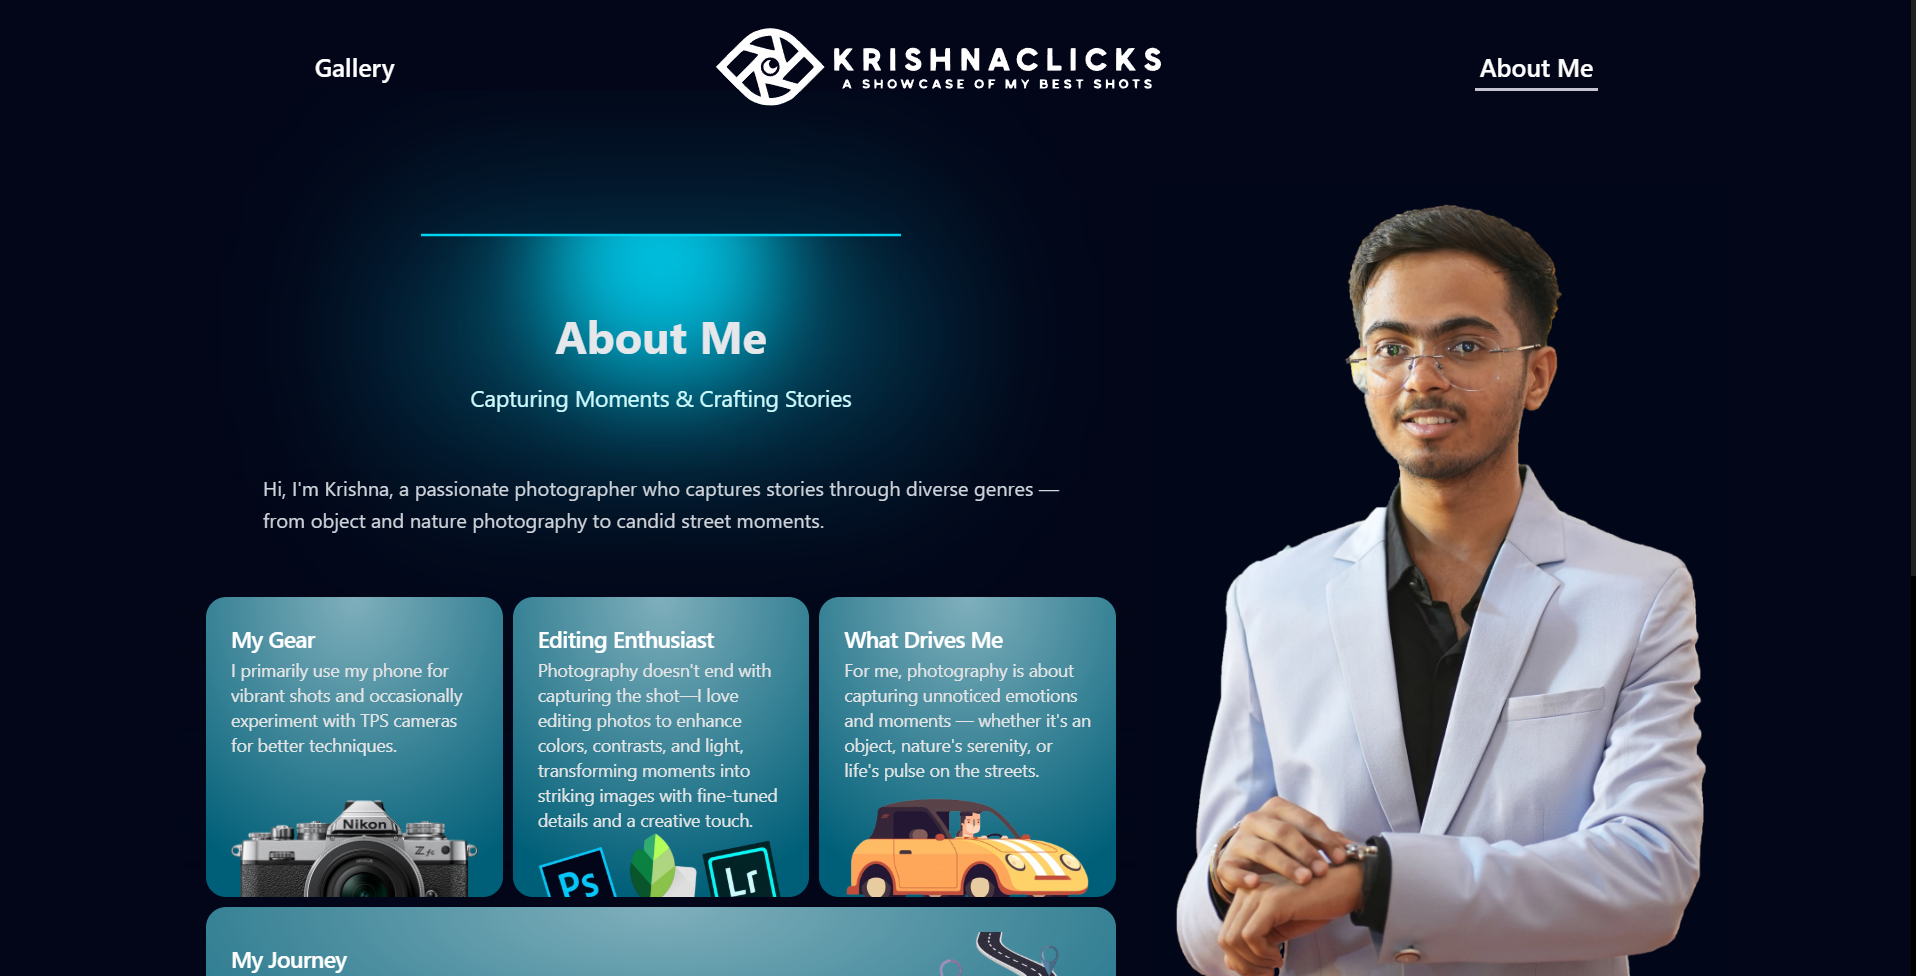 Gallery
KRISHNACLICKS
A SHOWCASE OF MY BEST SHOTS
About Me
About Me
Capturing Moments & Crafting Stories
Hi, I'm Krishna, a passionate photographer who captures stories through diverse genres —
from object and nature photography to candid street moments.
My Gear
I primarily use my phone for
vibrant shots and occasionally
experiment with TPS cameras
for better techniques.
Nikon
Z fc
Editing Enthusiast
Photography doesn't end with
capturing the shot—I love
editing photos to enhance
colors, contrasts, and light,
transforming moments into
striking images with fine-tuned
details and a creative touch.
Ps
Lr
What Drives Me
For me, photography is about
capturing unnoticed emotions
and moments — whether it's an
object, nature's serenity, or
life's pulse on the streets.
My Journey